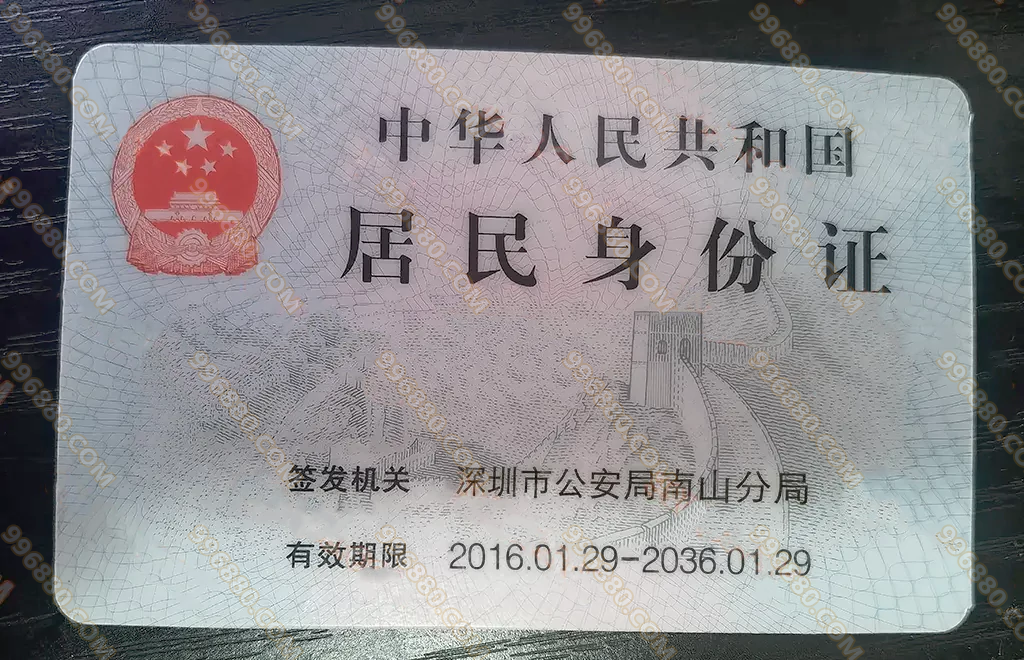 中华人民共和国
居民身份证
签发机关 深圳市公安局南山分局
有效期限 2016.01.29-2036.01.29
996880.COM